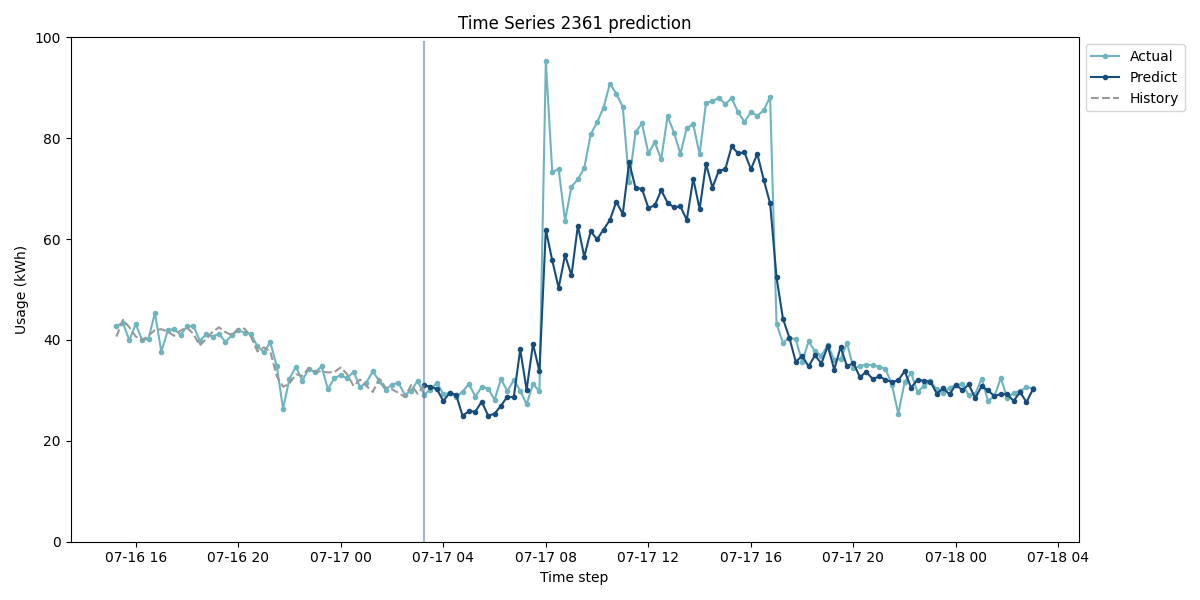 Time Series 2361 prediction
Actual
Predict
History
Usage (kWh)
100
80
60
40
20
0
07-16 16
07-16 20
07-17 00
07-17 04
07-17 08
07-17 12
07-17 16
07-17 20
07-18 00
07-18 04
Time step